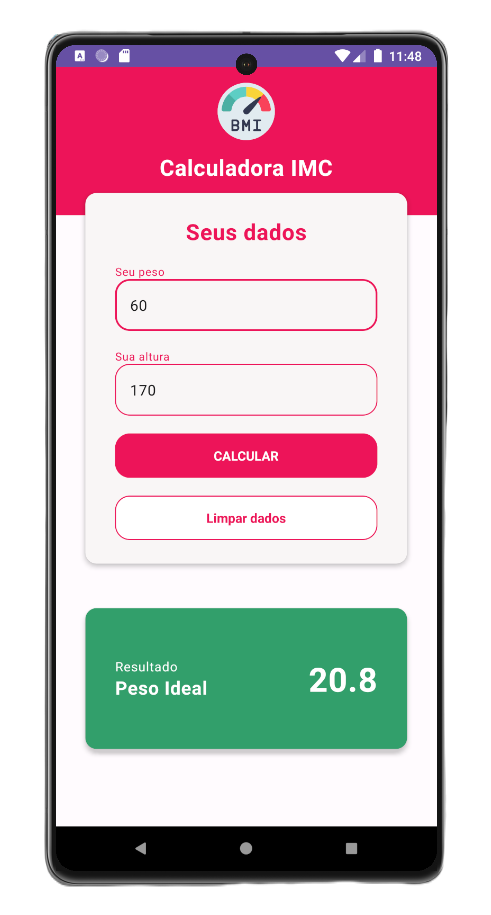 A
11:48
BMI
Calculadora IMC
Seus dados
Seu peso
60
Sua altura
170
CALCULAR
Limpar dados
Resultado
Peso Ideal
20.8